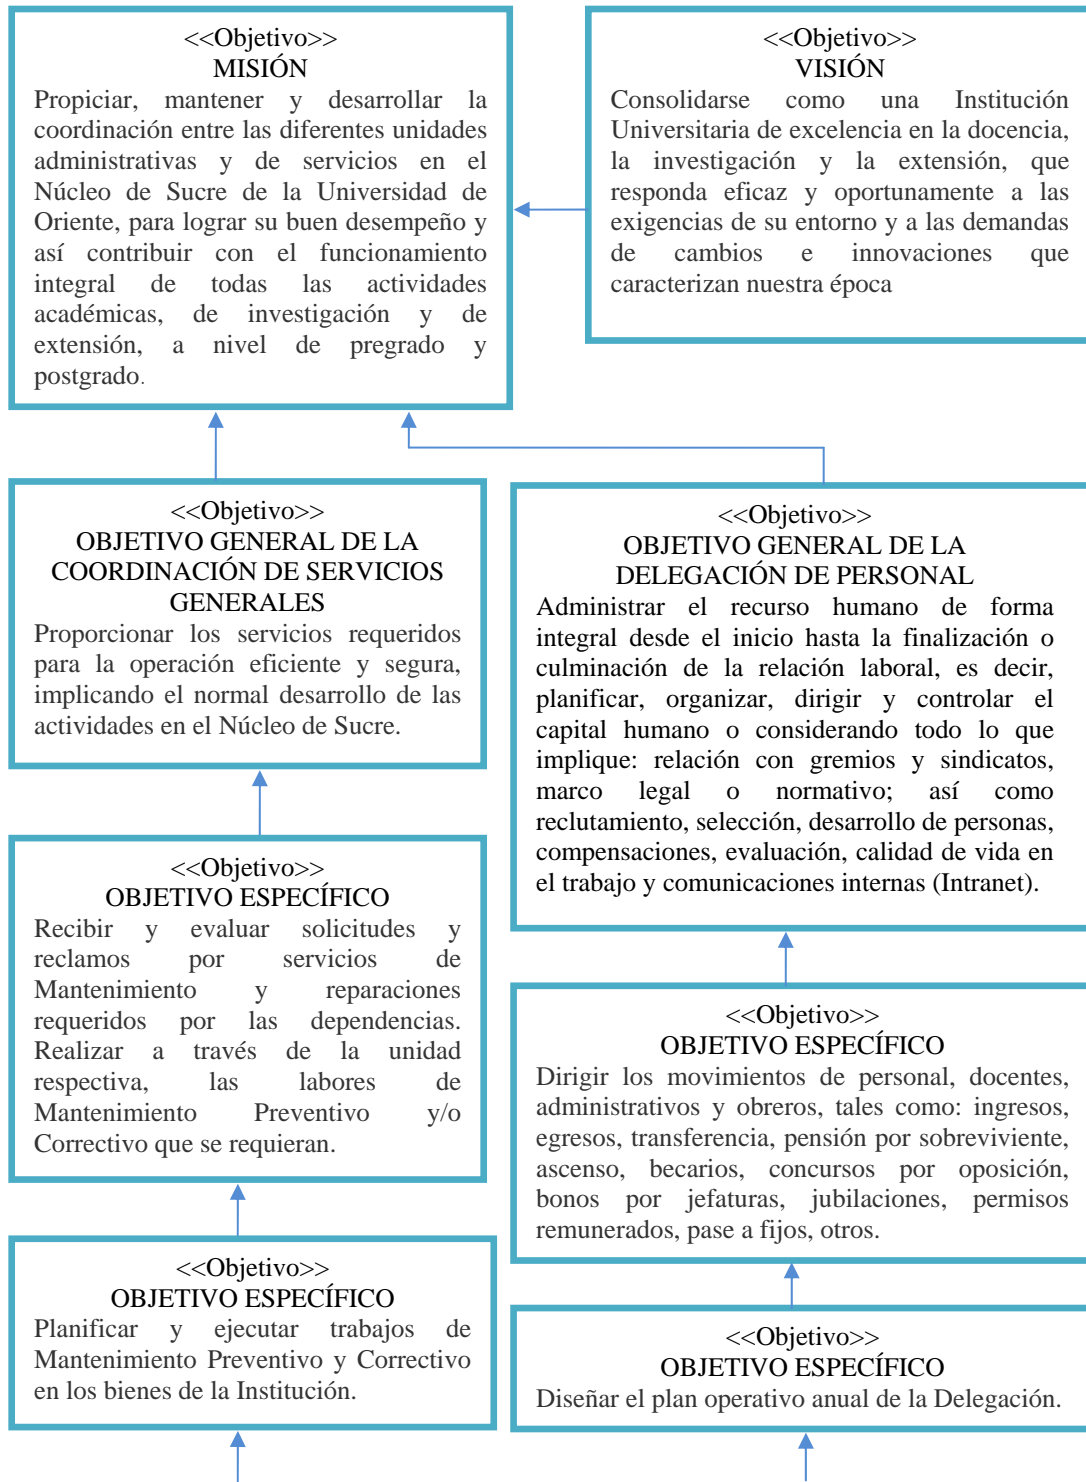 <<Objetivo>>
MISIÓN
Propiciar, mantener y desarrollar la
coordinación entre las diferentes unidades
administrativas y de servicios en el
Núcleo de Sucre de la Universidad de
Oriente, para lograr su buen desempeño y
así contribuir con el funcionamiento
integral de todas las actividades
académicas, de investigación y de
extensión, a nivel de pregrado y
postgrado.
<<Objetivo>>
VISIÓN
Consolidarse como una Institución
Universitaria de excelencia en la docencia,
la investigación y la extensión, que
responda eficaz y oportunamente a las
exigencias de su entorno y a las demandas
de cambios e innovaciones que
caracterizan nuestra época
<<Objetivo>>
OBJETIVO GENERAL DE LA
COORDINACIÓN DE SERVICIOS
GENERALES
Proporcionar los servicios requeridos
para la operación eficiente y segura,
implicando el normal desarrollo de las
actividades en el Núcleo de Sucre.
<<Objetivo>>
OBJETIVO GENERAL DE LA
DELEGACIÓN DE PERSONAL
Administrar el recurso humano de forma
integral desde el inicio hasta la finalización o
culminación de la relación laboral, es decir,
planificar, organizar, dirigir y controlar el
capital humano o considerando todo lo que
implique: relación con gremios y sindicatos,
marco legal o normativo; así como
reclutamiento, selección, desarrollo de personas,
compensaciones, evaluación, calidad de vida en
el trabajo y comunicaciones internas (Intranet).
<<Objetivo>>
OBJETIVO ESPECÍFICO
Recibir y evaluar solicitudes y
reclamos por servicios de
Mantenimiento y reparaciones
requeridos por las dependencias.
Realizar a través de la unidad
respectiva, las labores de
Mantenimiento Preventivo y/o
Correctivo que se requieran.
<<Objetivo>>
OBJETIVO ESPECÍFICO
Dirigir los movimientos de personal, docentes,
administrativos y obreros, tales como: ingresos,
egresos, transferencia, pensión por sobreviviente,
ascenso, becarios, concursos por oposición,
bonos por jefaturas, jubilaciones, permisos
remunerados, pase a fijos, otros.
<<Objetivo>>
OBJETIVO ESPECÍFICO
Planificar y ejecutar trabajos de
Mantenimiento Preventivo y Correctivo
en los bienes de la Institución.
<<Objetivo>>
OBJETIVO ESPECÍFICO
Diseñar el plan operativo anual de la Delegación.